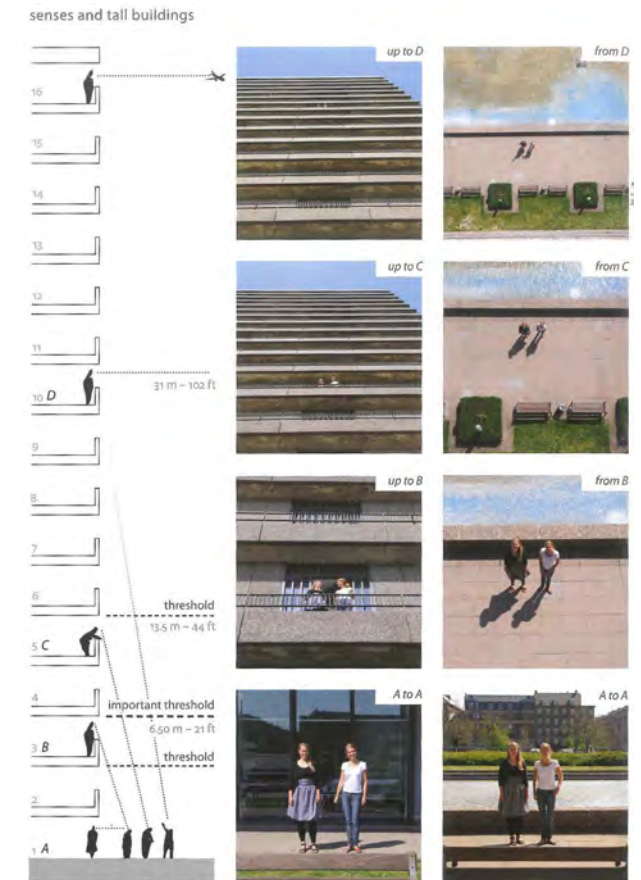 senses and tall buildings
16
15
14
13
12
11
31 m – 102 ft
10 D
9
8
7
6
threshold
13.5 m – 44 ft
5 C
4
important threshold
6.50 m – 21 ft
3 B
threshold
2
1 A
up to D
from D
up to C
from C
up to B
from B
A to A
A to A